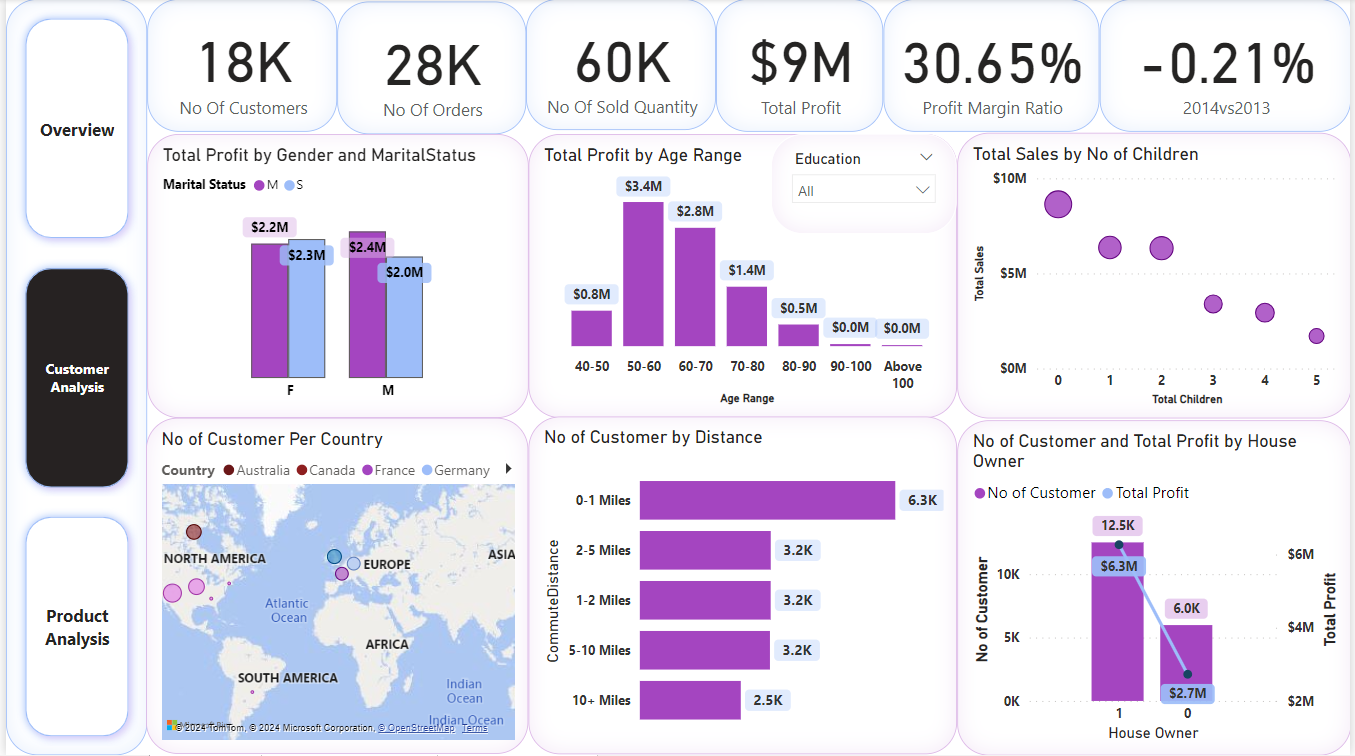 Overview
Customer
Analysis
Product
Analysis
18K
No Of Customers
28K
No Of Orders
60K
No Of Sold Quantity
$9M
Total Profit
30.65%
Profit Margin Ratio
-0.21%
2014vs2013
Total Profit by Gender and MaritalStatus
Marital Status M S
$2.2M
$2.3M
$2.4M
$2.0M
F M
Total Profit by Age Range
Education
All
$0.8M
$3.4M
$2.8M
$1.4M
$0.5M
$0.0M
$0.0M
40-50 50-60 60-70 70-80 80-90 90-100 Above
100
Age Range
Total Sales by No of Children
$10M
$5M
$0M
Total Sales
0 1 2 3 4 5
Total Children
No of Customer Per Country
Country Australia Canada France Germany
NORTH AMERICA
EUROPE
ASIA
Atlantic
Ocean
AFRICA
SOUTH AMERICA
Indian
Ocean
Indian Ocean
© 2024 TomTom, © 2024 Microsoft Corporation, © OpenStreetMap Terms
No of Customer by Distance
CommuteDistance
0-1 Miles 6.3K
2-5 Miles 3.2K
1-2 Miles 3.2K
5-10 Miles 3.2K
10+ Miles 2.5K
No of Customer and Total Profit by House
Owner
No of Customer Total Profit
No of Customer
10K
5K
0K
12.5K
$6.3M
6.0K
$2.7M
$6M
$4M
$2M
Total Profit
1 0
House Owner